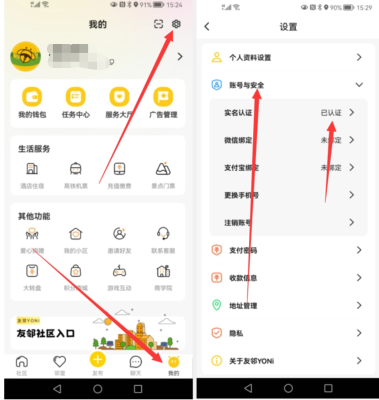 91% 15:24
我的
我的钱包 任务中心 服务大厅 广告管理
生活服务
酒店住宿 高铁机票 充值缴费 景点门票
其他功能
爱心捐赠 我的小区 邀请好友 联系客服
大转盘 积分商城 游戏互动 商学院
友邻YONi
友邻社区入口
社区 邻里 发布 聊天 我的
90% 15:29
设置
个人资料设置
账号与安全
实名认证 已认证
微信绑定 未绑定
支付宝绑定 未绑定
更换手机号
注销账号
支付密码
收款信息
地址管理
隐私
关于友邻YONi